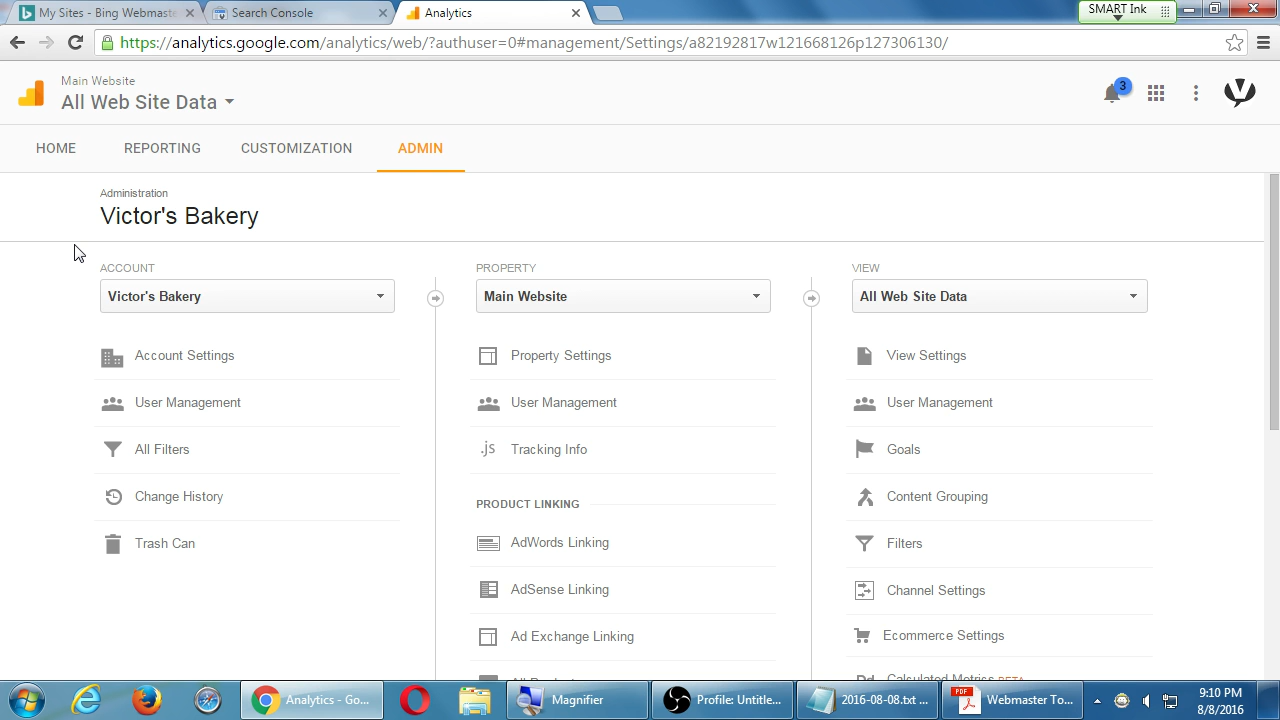 My Sites - Bing Webmaste
Search Console
Analytics
SMART Ink
https://analytics.google.com/analytics/web/?authuser=0#management/Settings/a82192817w121668126p127306130/
Main Website
All Web Site Data
3
HOME
REPORTING
CUSTOMIZATION
ADMIN
Administration
Victor's Bakery
ACCOUNT
Victor's Bakery
Account Settings
User Management
All Filters
Change History
Trash Can
PROPERTY
Main Website
Property Settings
User Management
.js Tracking Info
PRODUCT LINKING
AdWords Linking
AdSense Linking
Ad Exchange Linking
VIEW
All Web Site Data
View Settings
User Management
Goals
Content Grouping
Filters
Channel Settings
Ecommerce Settings
Dd Calculated Metrics BETA
Analytics - Go...
Magnifier
Profile: Untitle...
2016-08-08.txt ...
PDF
Webmaster To...
9:10 PM
8/8/2016